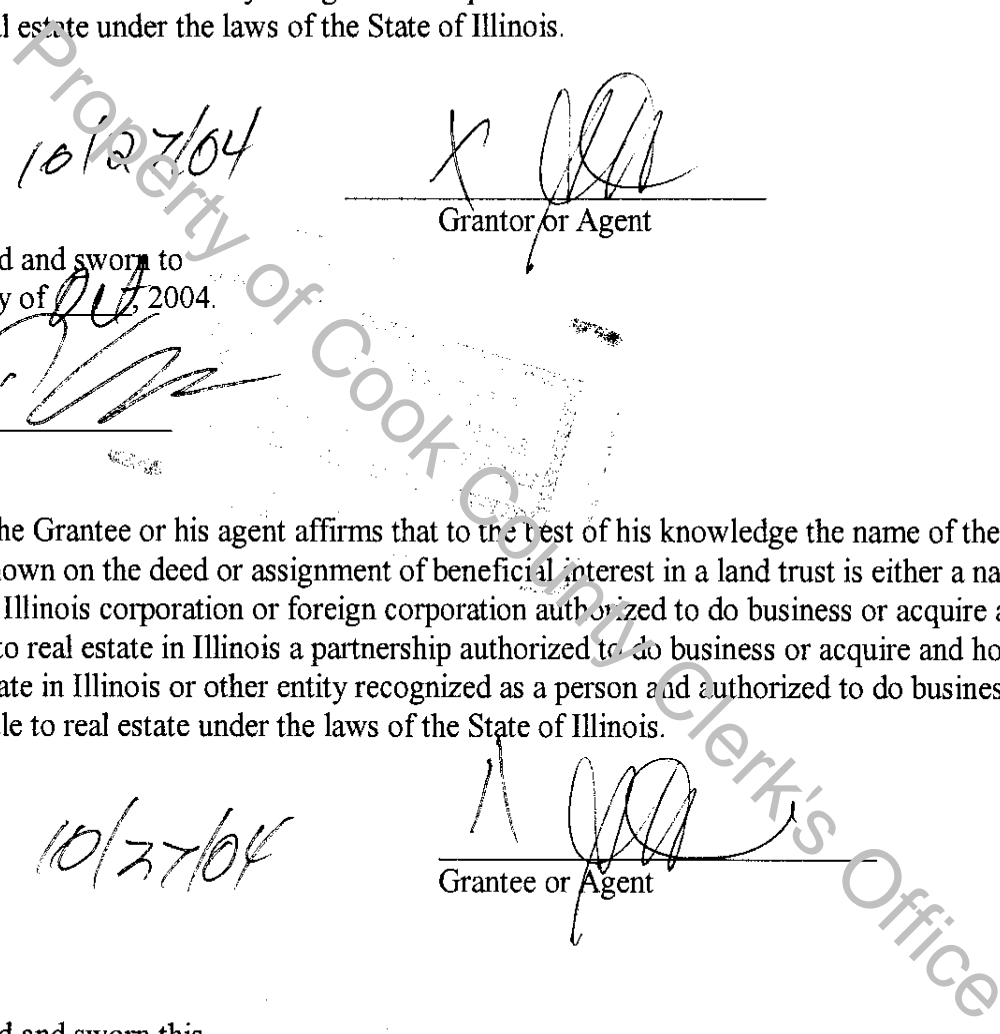 l estate under the laws of the State of Illinois.
10/27/04
X
Grantor or Agent
d and sworn to
y of Oct, 2004.
Property of Cook County Clerk's Office
he Grantee or his agent affirms that to the best of his knowledge the name of the
own on the deed or assignment of beneficial interest in a land trust is either a na
Illinois corporation or foreign corporation authorized to do business or acquire a
to real estate in Illinois a partnership authorized to do business or acquire and ho
ate in Illinois or other entity recognized as a person and authorized to do busines
le to real estate under the laws of the State of Illinois.
10/27/04
Grantee or Agent
d and sworn this